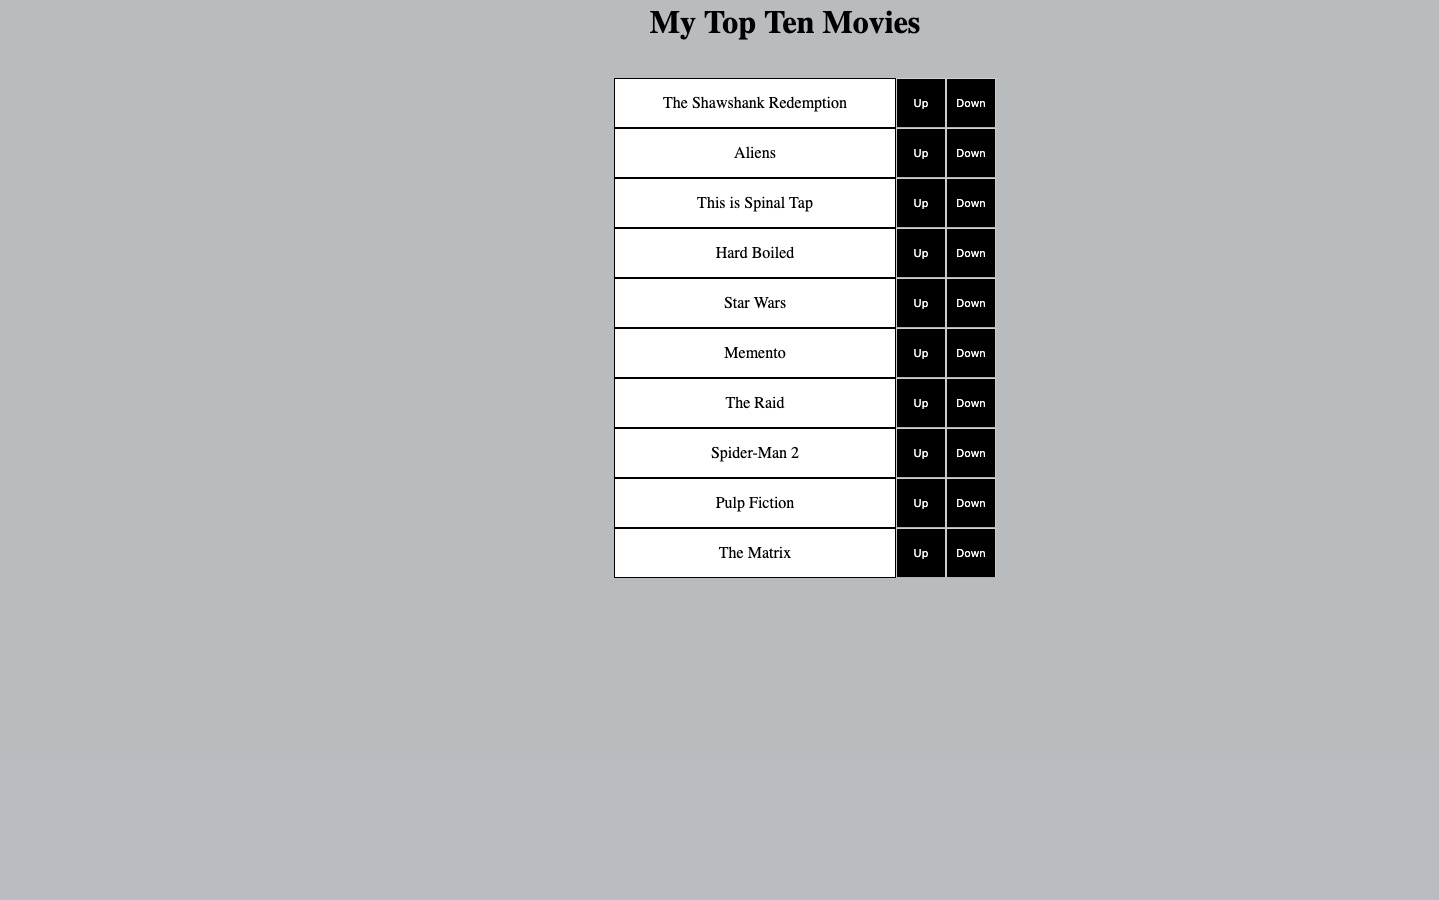 My Top Ten Movies
The Shawshank Redemption Up Down
Aliens Up Down
This is Spinal Tap Up Down
Hard Boiled Up Down
Star Wars Up Down
Memento Up Down
The Raid Up Down
Spider-Man 2 Up Down
Pulp Fiction Up Down
The Matrix Up Down